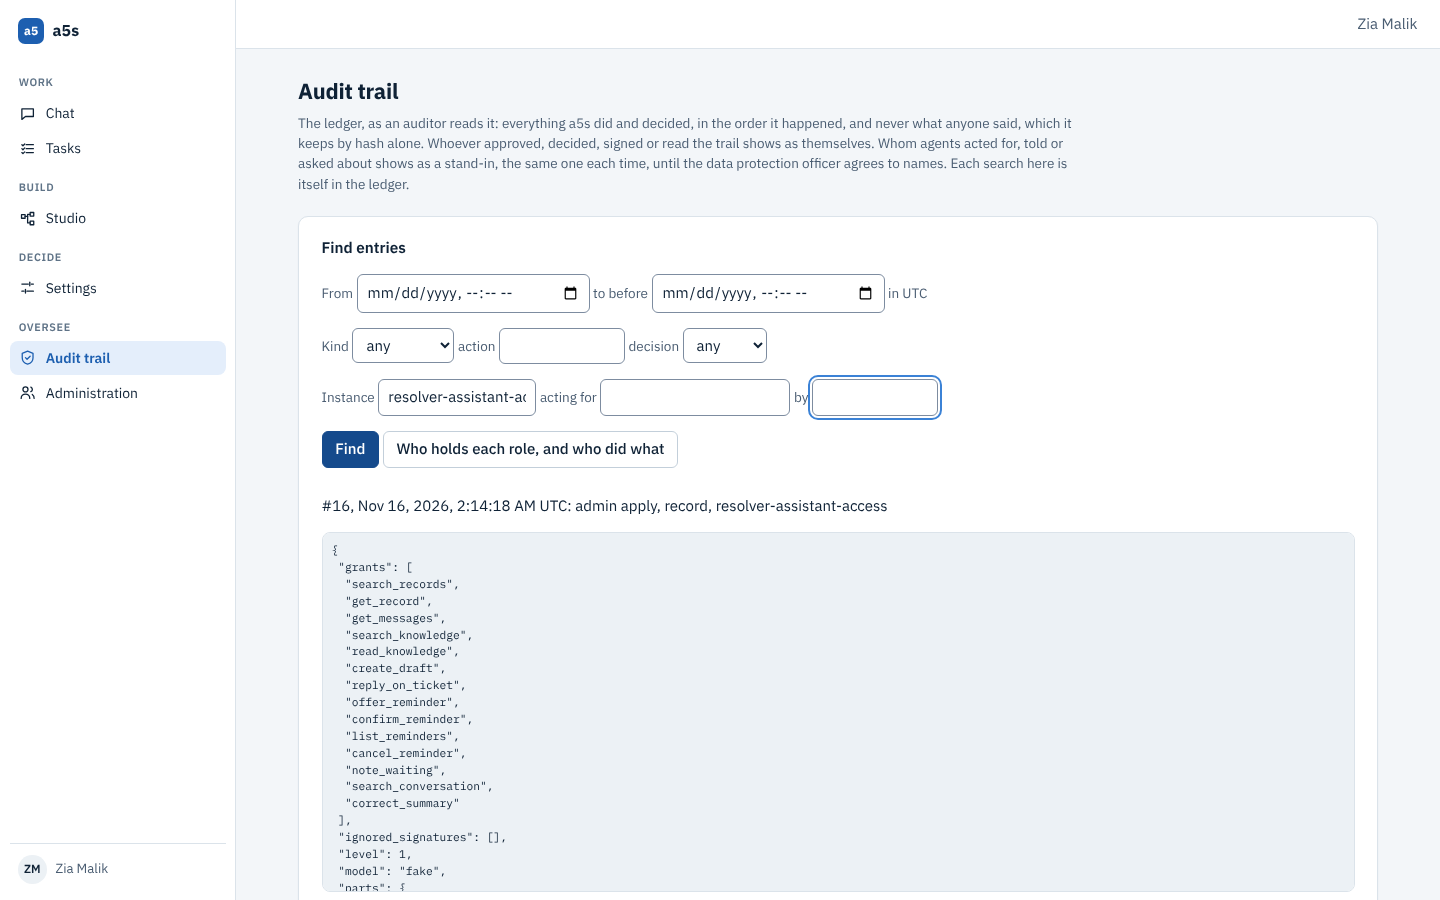 a5 a5s
Zia Malik
WORK
Chat
Tasks
BUILD
Studio
DECIDE
Settings
OVERSEE
Audit trail
Administration
ZM Zia Malik
Audit trail
The ledger, as an auditor reads it: everything a5s did and decided, in the order it happened, and never what anyone said, which it
keeps by hash alone. Whoever approved, decided, signed or read the trail shows as themselves. Whom agents acted for, told or
asked about shows as a stand-in, the same one each time, until the data protection officer agrees to names. Each search here is
itself in the ledger.
Find entries
From mm/dd/yyyy, --:-- -- to before mm/dd/yyyy, --:-- -- in UTC
Kind any action decision any
Instance resolver-assistant-ac acting for by
Find Who holds each role, and who did what
#16, Nov 16, 2026, 2:14:18 AM UTC: admin apply, record, resolver-assistant-access
{
"grants": [
"search_records",
"get_record",
"get_messages",
"search_knowledge",
"read_knowledge",
"create_draft",
"reply_on_ticket",
"offer_reminder",
"confirm_reminder",
"list_reminders",
"cancel_reminder",
"note_waiting",
"search_conversation",
"correct_summary"
],
"ignored_signatures": [],
"level": 1,
"model": "fake",
"parts": {